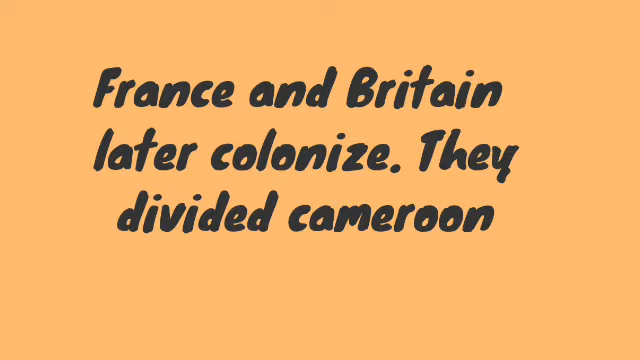 France and Britain
later colonize. They
divided cameroon